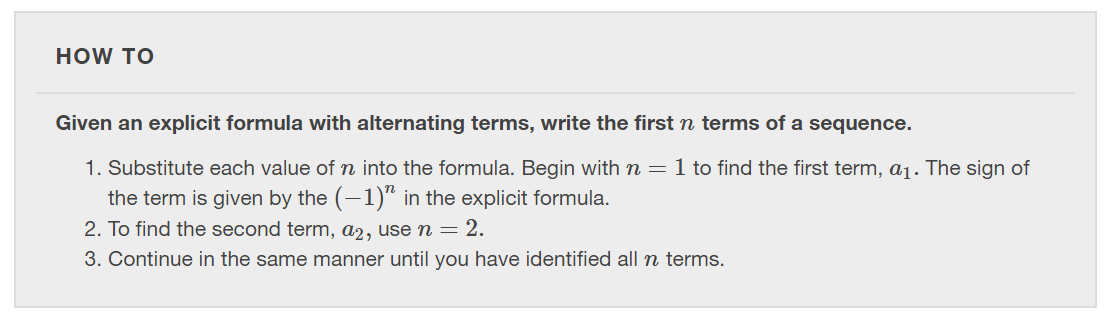 HOW TO
Given an explicit formula with alternating terms, write the first n terms of a sequence.
1. Substitute each value of n into the formula. Begin with n = 1 to find the first term, a₁. The sign of
the term is given by the (−1)ⁿ in the explicit formula.
2. To find the second term, a₂, use n = 2.
3. Continue in the same manner until you have identified all n terms.